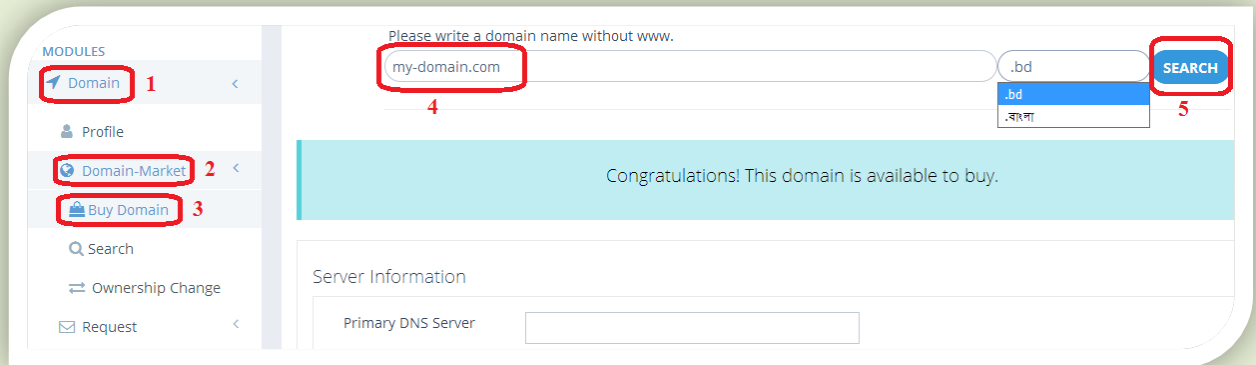 MODULES
Domain 1
Profile
Domain-Market 2
Buy Domain 3
Search
Ownership Change
Request
Please write a domain name without www.
my-domain.com
4
.bd
.bd
.বাংলা
SEARCH
5
Congratulations! This domain is available to buy.
Server Information
Primary DNS Server